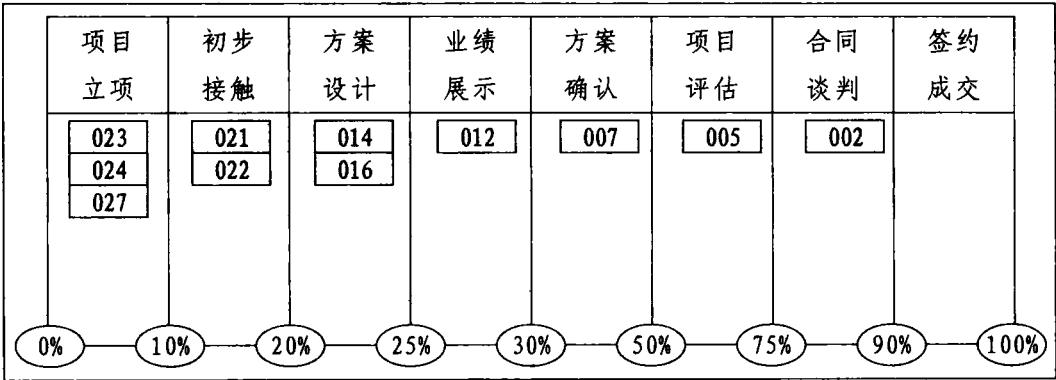 项目 初步 方案 业绩 方案 项目 合同 签约
立项 接触 设计 展示 确认 评估 谈判 成交
023 021 014 012 007 005 002
024 022 016
027
0% 10% 20% 25% 30% 50% 75% 90% 100%